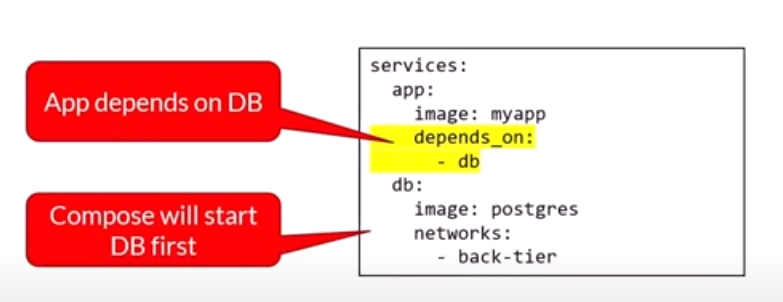 App depends on DB
Compose will start
DB first
services:
  app:
    image: myapp
    depends_on:
      - db
  db:
    image: postgres
    networks:
      - back-tier